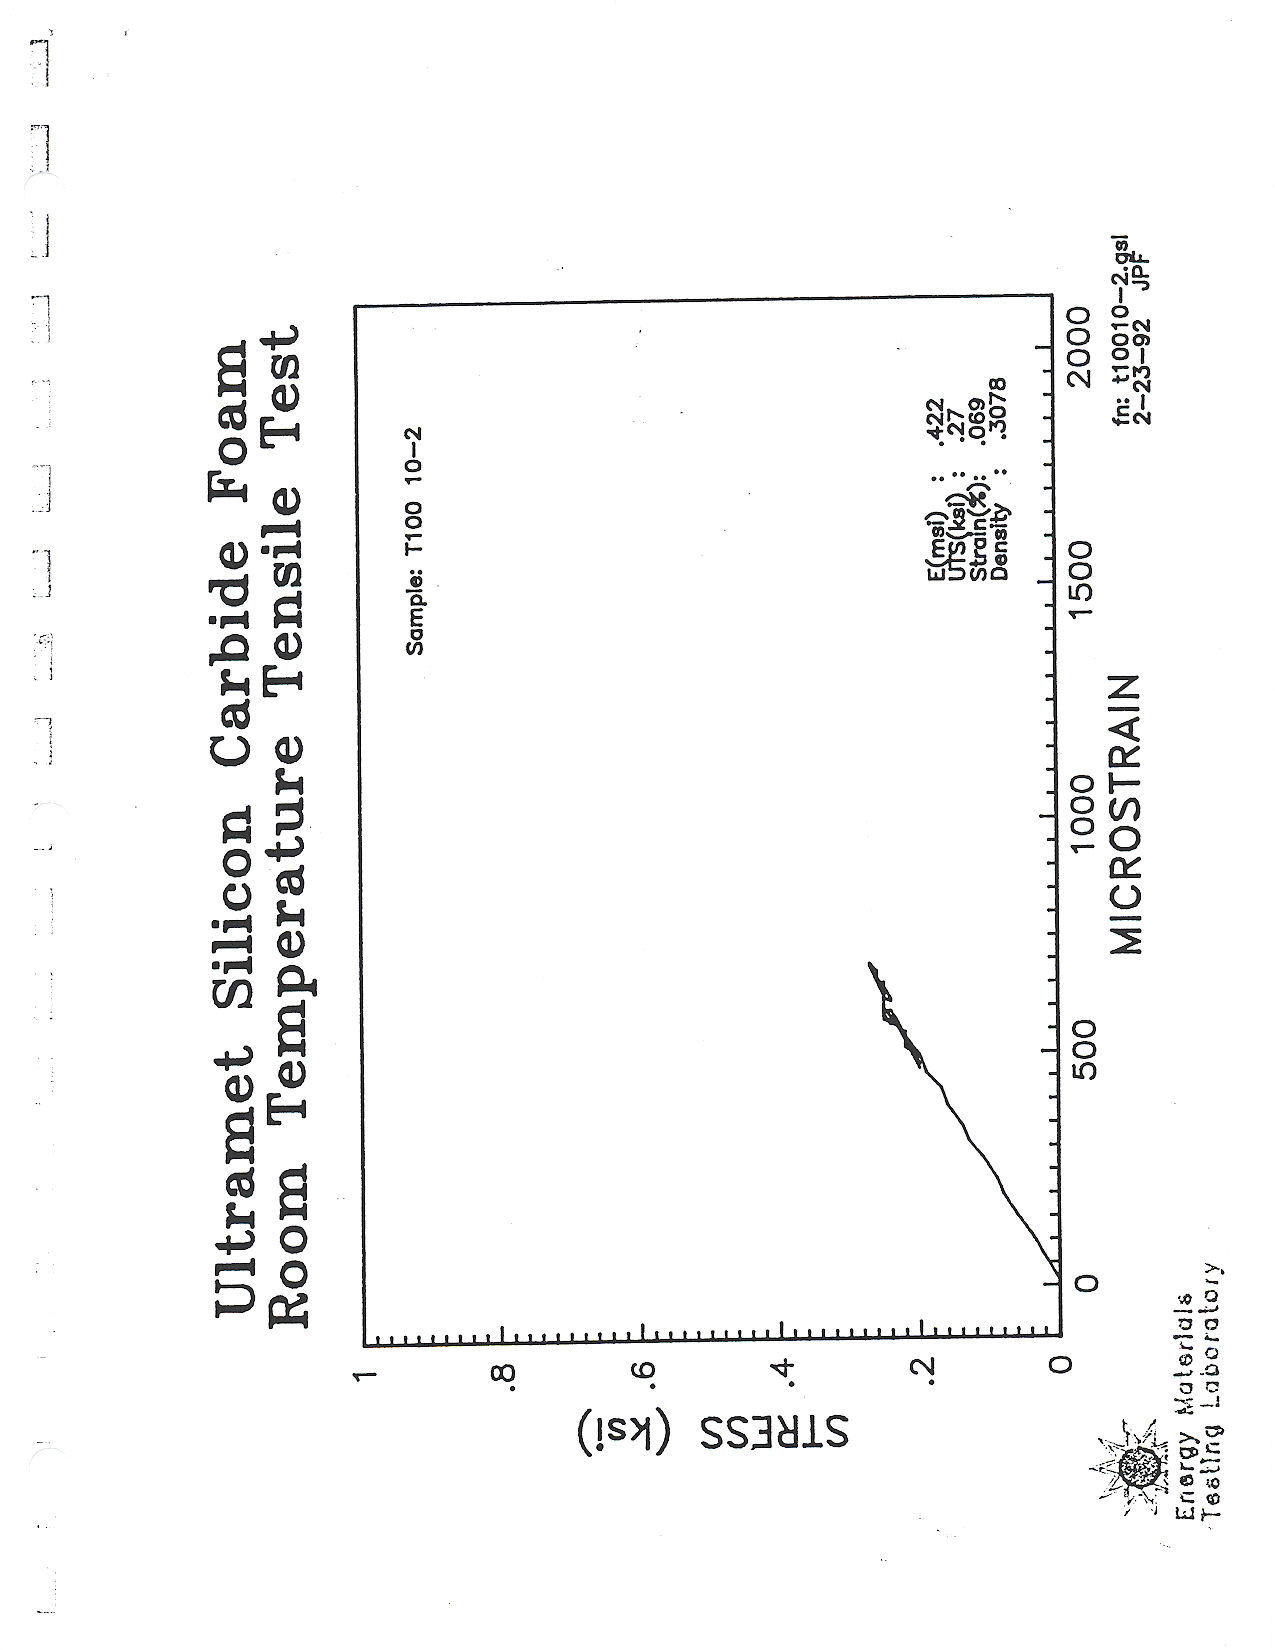 Ultramet Silicon Carbide Foam
Room Temperature Tensile Test
Sample: T100 10-2
STRESS (ksi)
1
.8
.6
.4
.2
0
E(msi) : .422
UTS(ksi) : .27
Strain(%): .069
Density : .3078
0 500 1000 1500 2000
MICROSTRAIN
fn: t10010-2.gsl
2-23-92 JPF
Energy Materials
Testing Laboratory